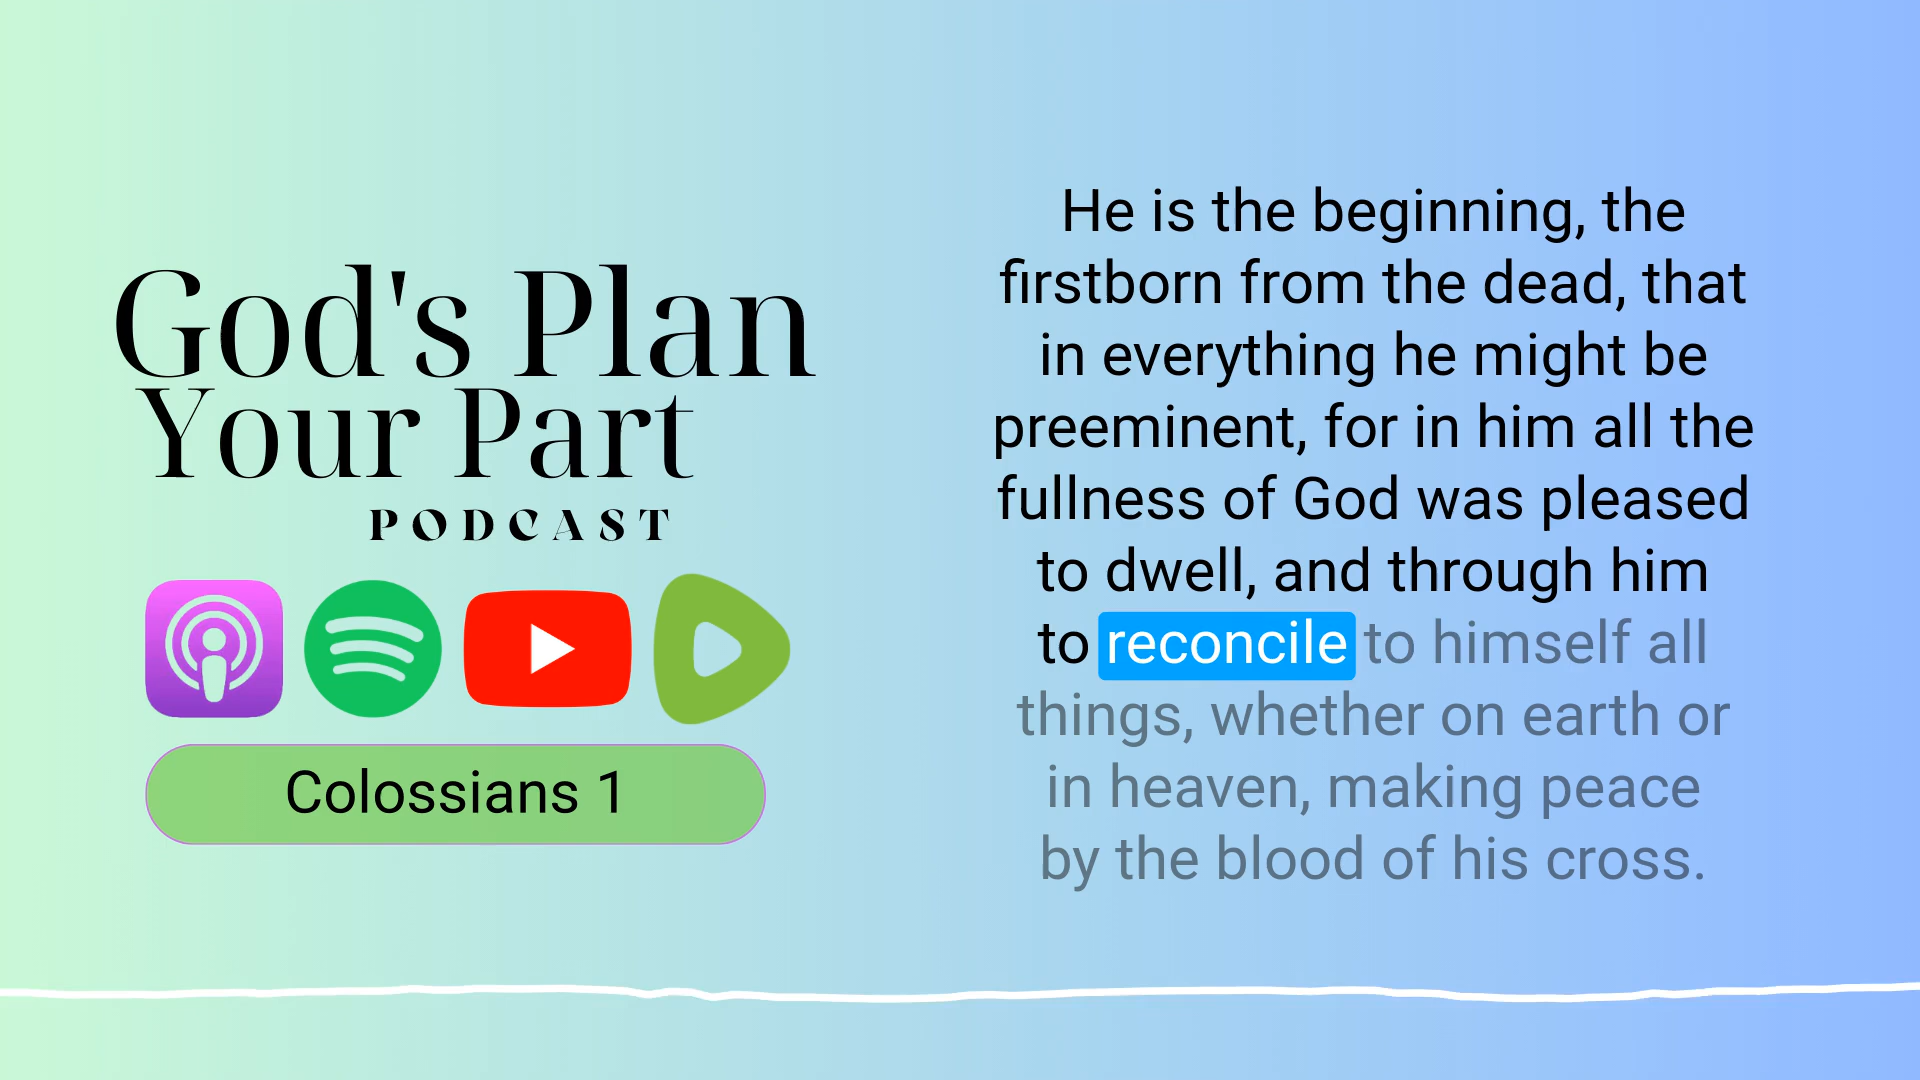 God's Plan
Your Part
PODCAST
Colossians 1
He is the beginning, the
firstborn from the dead, that
in everything he might be
preeminent, for in him all the
fullness of God was pleased
to dwell, and through him
to reconcile to himself all
things, whether on earth or
in heaven, making peace
by the blood of his cross.